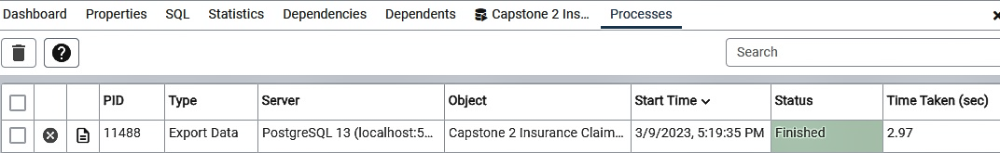 Dashboard Properties SQL Statistics Dependencies Dependents Capstone 2 Ins... Processes
Search
PID Type Server Object Start Time Status Time Taken (sec)
11488 Export Data PostgreSQL 13 (localhost:5... Capstone 2 Insurance Claim... 3/9/2023, 5:19:35 PM Finished 2.97